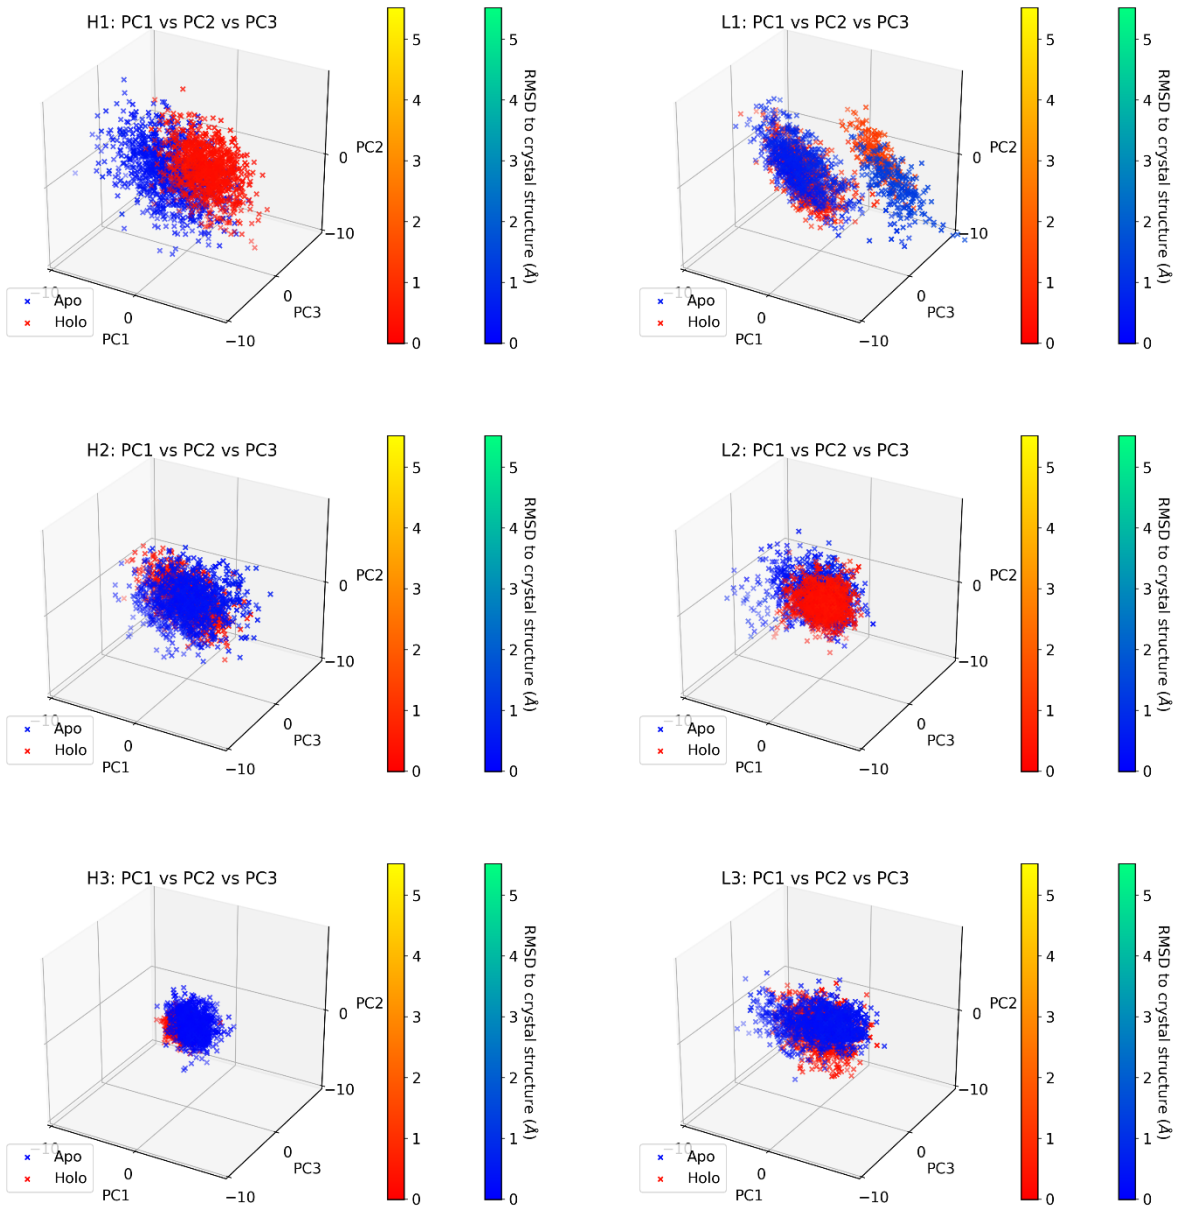 H1: PC1 vs PC2 vs PC3
PC2
0
−10
0
PC3
−10
0
PC1
−10
Apo
Holo
5
4
3
2
1
0
5
4
3
2
1
0
RMSD to crystal structure (Å)
L1: PC1 vs PC2 vs PC3
PC2
0
−10
0
PC3
−10
0
PC1
−10
Apo
Holo
5
4
3
2
1
0
5
4
3
2
1
0
RMSD to crystal structure (Å)
H2: PC1 vs PC2 vs PC3
PC2
0
−10
0
PC3
−10
0
PC1
−10
Apo
Holo
5
4
3
2
1
0
5
4
3
2
1
0
RMSD to crystal structure (Å)
L2: PC1 vs PC2 vs PC3
PC2
0
−10
0
PC3
−10
0
PC1
−10
Apo
Holo
5
4
3
2
1
0
5
4
3
2
1
0
RMSD to crystal structure (Å)
H3: PC1 vs PC2 vs PC3
PC2
0
−10
0
PC3
−10
0
PC1
−10
Apo
Holo
5
4
3
2
1
0
5
4
3
2
1
0
RMSD to crystal structure (Å)
L3: PC1 vs PC2 vs PC3
PC2
0
−10
0
PC3
−10
0
PC1
−10
Apo
Holo
5
4
3
2
1
0
5
4
3
2
1
0
RMSD to crystal structure (Å)